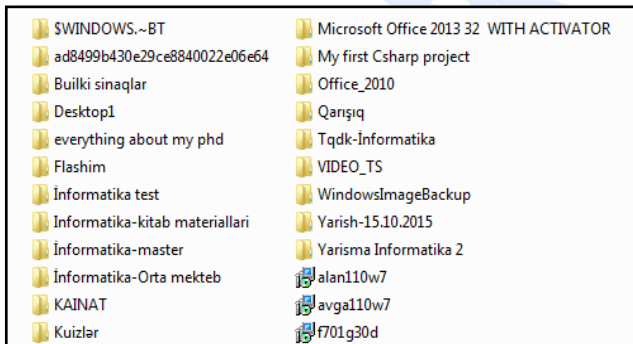 $WINDOWS.~BT
ad8499b430e29ce8840022e06e64
Builki sinaqlar
Desktop1
everything about my phd
Flashim
İnformatika test
Informatika-kitab materiallari
İnformatika-master
İnformatika-Orta mekteb
KAINAT
Kuizlər
Microsoft Office 2013 32  WITH ACTIVATOR
My first Csharp project
Office_2010
Qarışıq
Tqdk-İnformatika
VIDEO_TS
WindowsImageBackup
Yarish-15.10.2015
Yarisma Informatika 2
alan110w7
avga110w7
f701g30d